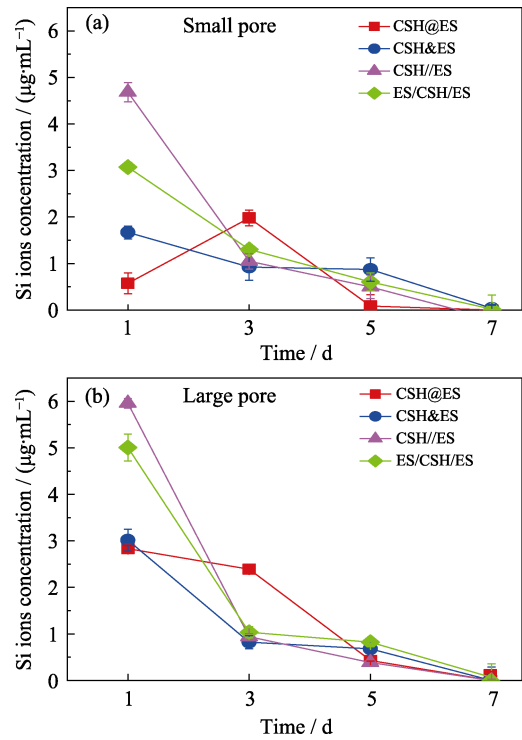 (a)
Small pore
CSH@ES
CSH&ES
CSH//ES
ES/CSH/ES
Si ions concentration / (μg·mL⁻¹)
6
5
4
3
2
1
0
1 3 5 7
Time / d
(b)
Large pore
CSH@ES
CSH&ES
CSH//ES
ES/CSH/ES
Si ions concentration / (μg·mL⁻¹)
6
5
4
3
2
1
0
1 3 5 7
Time / d